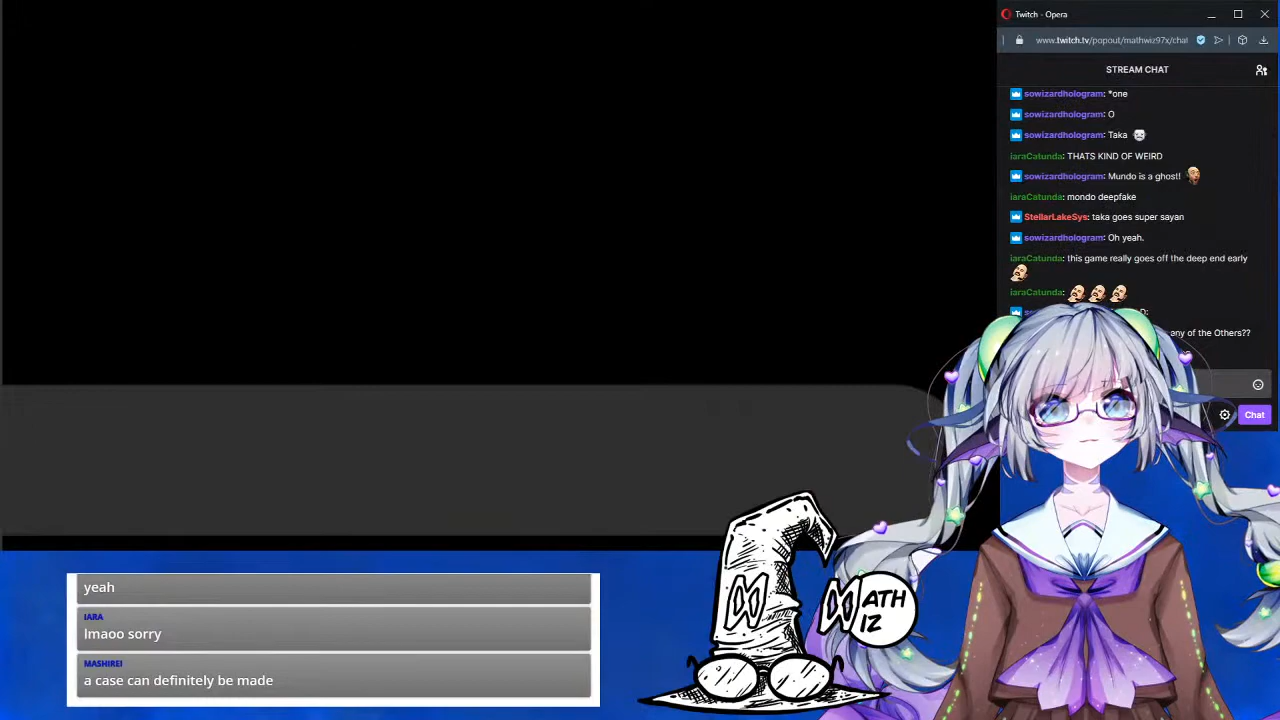 Twitch - Opera
www.twitch.tv/popout/mathwiz97x/chat
STREAM CHAT
sowizardhologram: *one
sowizardhologram: O
sowizardhologram: Taka
iaraCatunda: THATS KIND OF WEIRD
sowizardhologram: Mundo is a ghost!
iaraCatunda: mondo deepfake
StellarLakeSys: taka goes super sayan
sowizardhologram: Oh yeah.
iaraCatunda: this game really goes off the deep end early
iaraCatunda:
any of the Others??
Chat
yeah
IARA
lmaoo sorry
MASHIREI
a case can definitely be made
MATH
WIZ